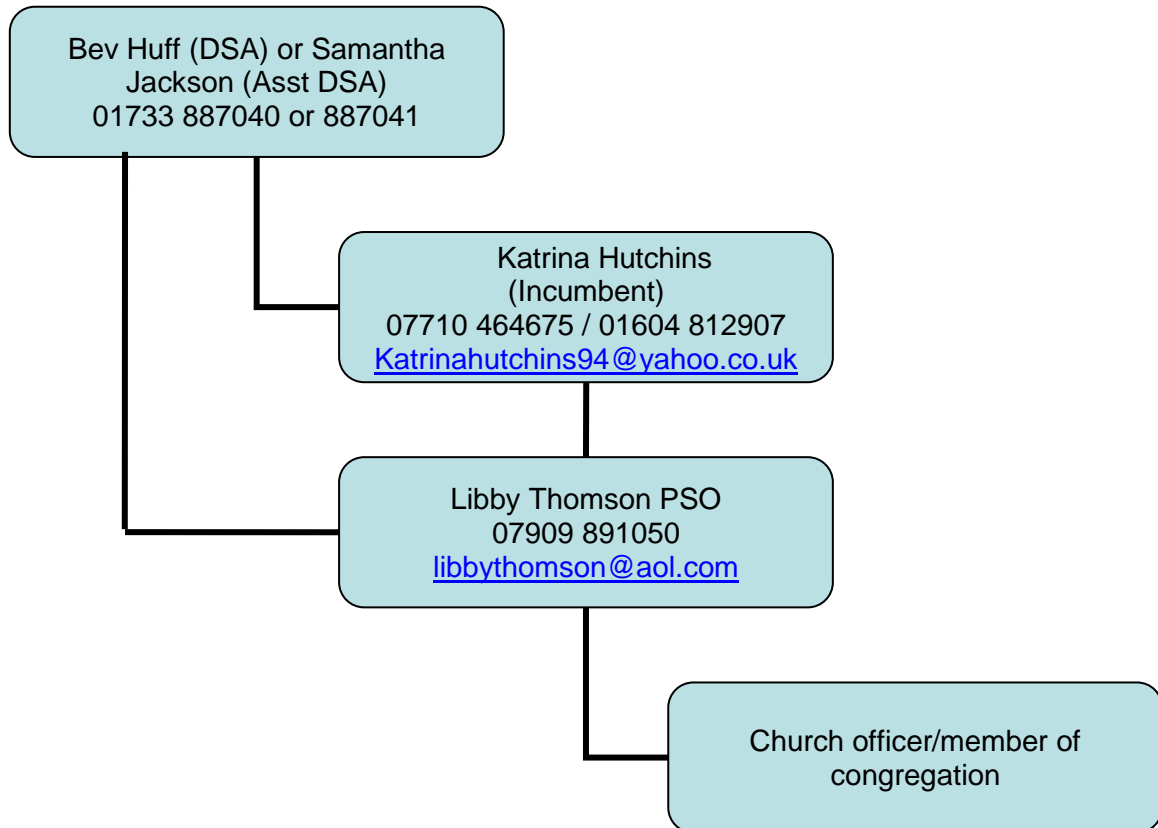 Bev Huff (DSA) or Samantha
Jackson (Asst DSA)
01733 887040 or 887041
Katrina Hutchins
(Incumbent)
07710 464675 / 01604 812907
Katrinahutchins94@yahoo.co.uk
Libby Thomson PSO
07909 891050
libbythomson@aol.com
Church officer/member of
congregation